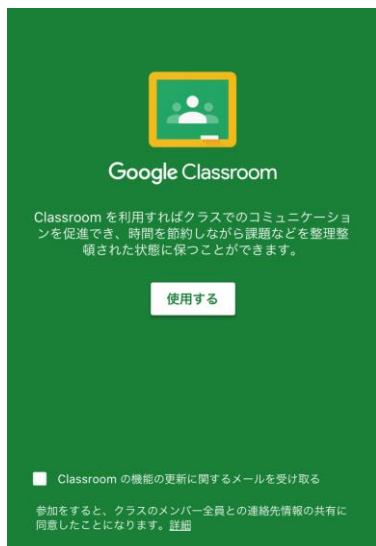 Google Classroom
Classroom を利用すればクラスでのコミュニケーショ
ンを促進でき、時間を節約しながら課題などを整理整
頓された状態に保つことができます。
使用する
Classroom の機能の更新に関するメールを受け取る
参加をすると、クラスのメンバー全員との連絡先情報の共有に
同意したことになります。詳細